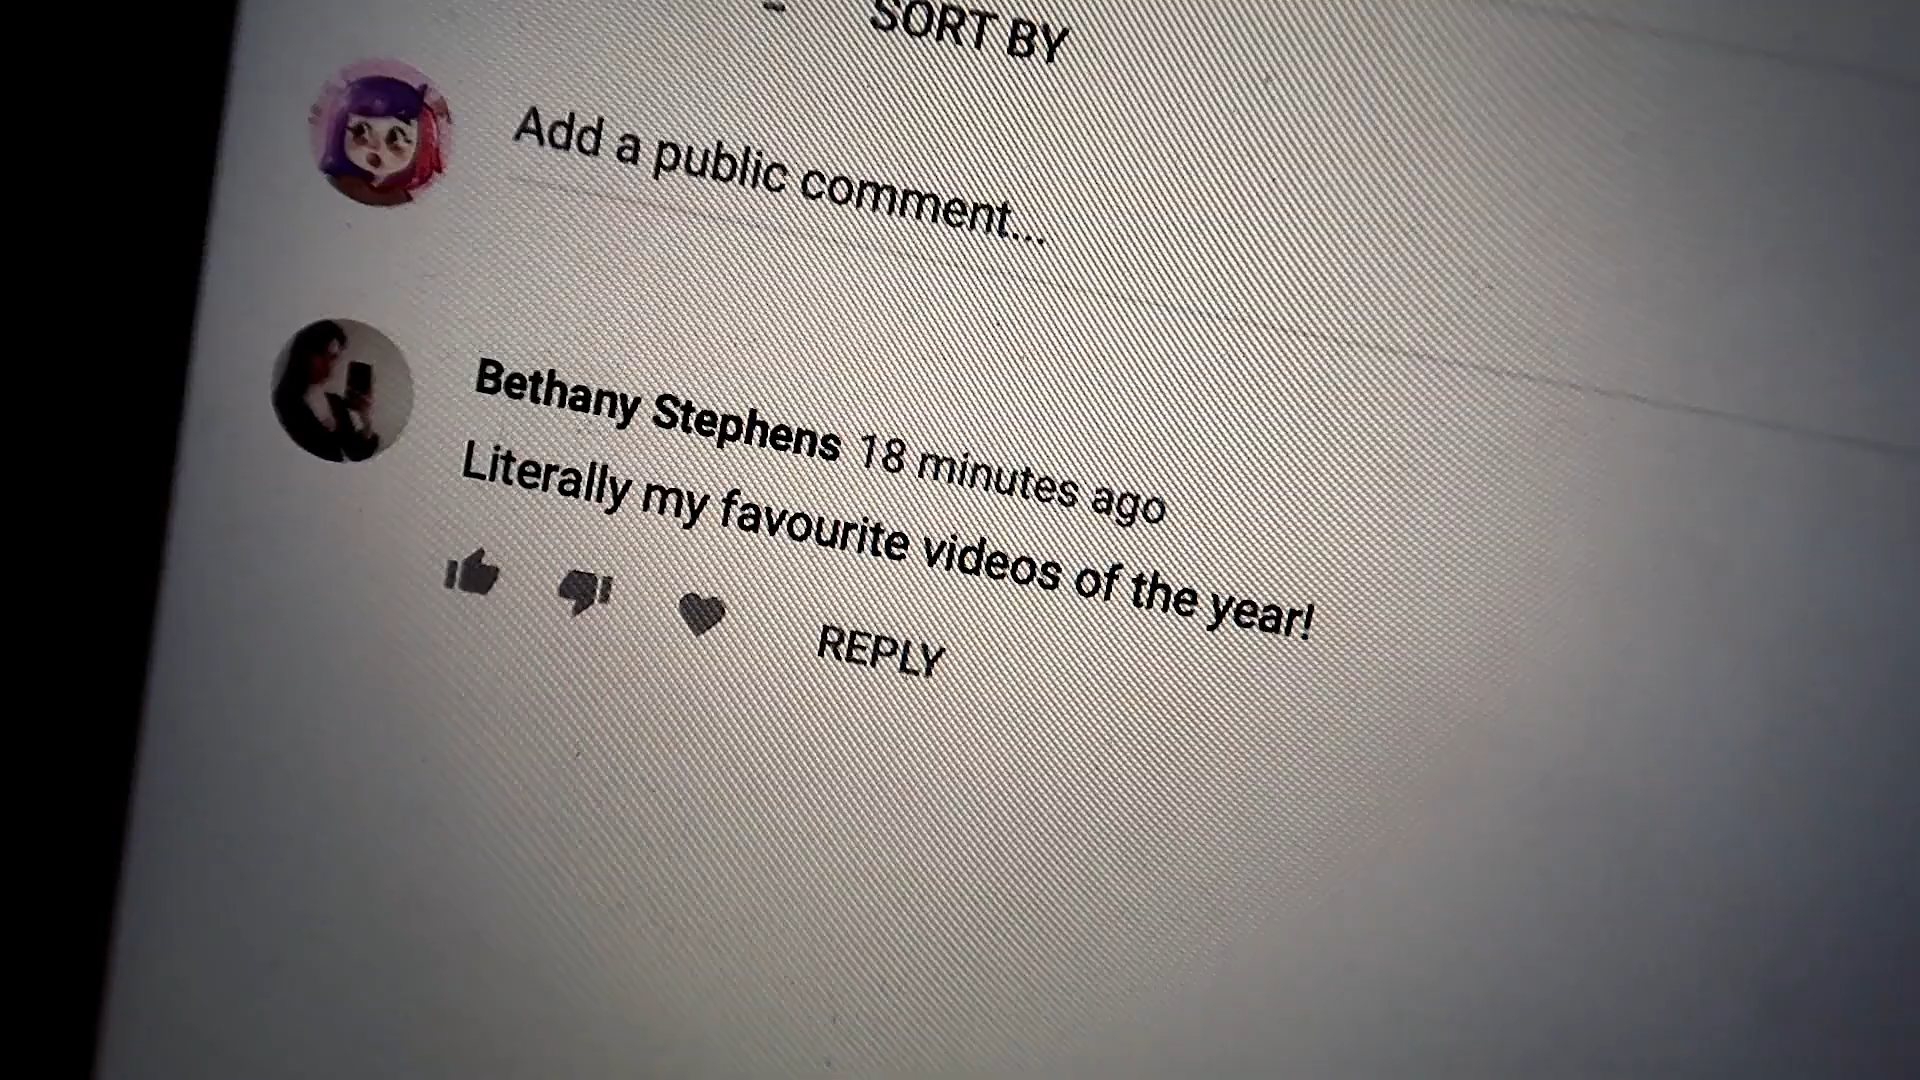 SORT BY
Add a public comment...
Bethany Stephens 18 minutes ago
Literally my favourite videos of the year!
REPLY